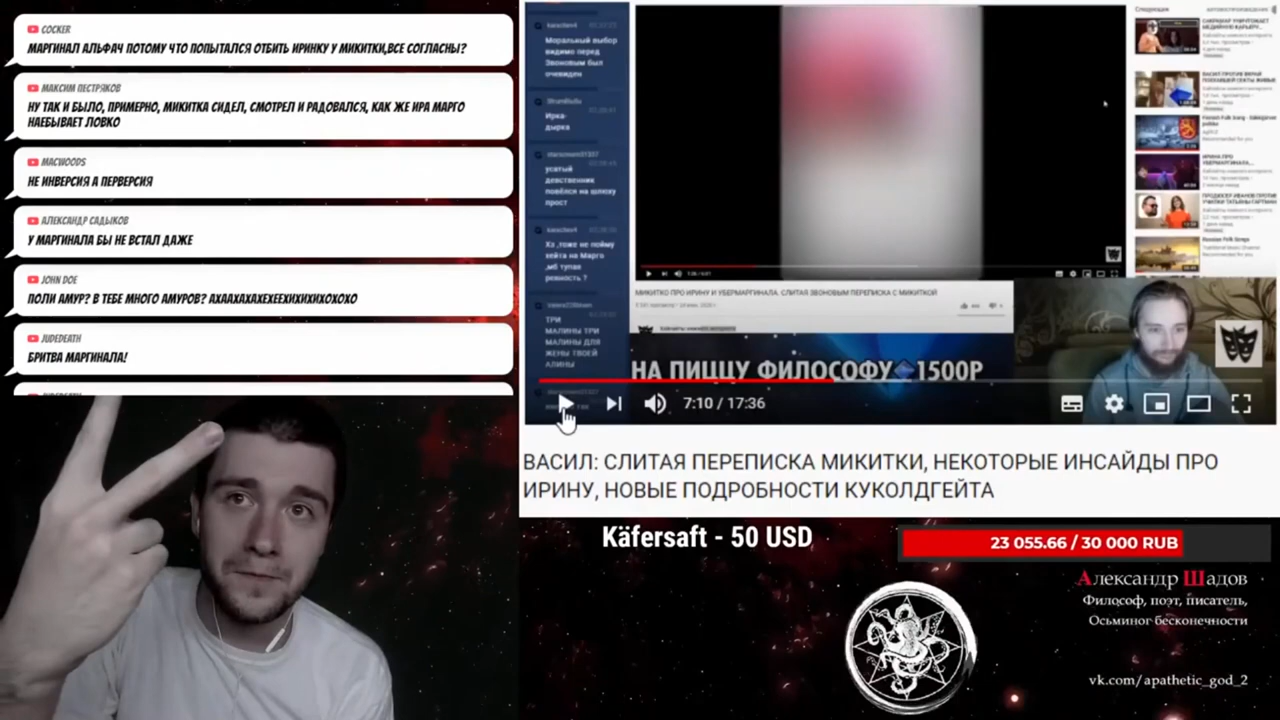 COCKER
МАРГИНАЛ АЛЬФАЧ ПОТОМУ ЧТО ПОПЫТАЛСЯ ОТБИТЬ ИРИНКУ У МИКИТКИ,ВСЕ СОГЛАСНЫ?
МАКСИМ ПЕСТРЯКОВ
НУ ТАК И БЫЛО, ПРИМЕРНО, МИКИТКА СИДЕЛ, СМОТРЕЛ И РАДОВАЛСЯ, КАК ЖЕ ИРА МАРГО
НАЕБЫВАЕТ ЛОВКО
MACWOODS
НЕ ИНВЕРСИЯ А ПЕРВЕРСИЯ
АЛЕКСАНДР САДЫКОВ
У МАРГИНАЛА БЫ НЕ ВСТАЛ ДАЖЕ
JOHN DOE
ПОЛИ АМУР? В ТЕБЕ МНОГО АМУРОВ? АХААХАХАХЕХЕЕХИХИХИХОХОХО
JUDEDEATH
БРИТВА МАРГИНАЛА!
karachev4
Моральный выбор
видимо перед
Звоновым был
очевиден
Ирка-
дырка
усатый
девственник
повёлся на шлюху
прост
karachev4
Хз ,тоже не пойму
хейта на Марго
,мб тупая
ревность ?
ТРИ
МАЛИНЫ ТРИ
МАЛИНЫ ДЛЯ
ЖЕНЫ ТВОЕЙ
АЛИНЫ
МИКИТКО ПРО ИРИНУ И УБЕРМАРГИНАЛА. СЛИТАЯ ЗВОНОВЫМ ПЕРЕПИСКА С МИКИТКОЙ
НА ПИЦЦУ ФИЛОСОФУ 1500Р
7:10 / 17:36
ВАСИЛ: СЛИТАЯ ПЕРЕПИСКА МИКИТКИ, НЕКОТОРЫЕ ИНСАЙДЫ ПРО
ИРИНУ, НОВЫЕ ПОДРОБНОСТИ КУКОЛДГЕЙТА
Käfersaft - 50 USD
23 055.66 / 30 000 RUB
Александр Шадов
Философ, поэт, писатель,
Осьминог бесконечности
vk.com/apathetic_god_2